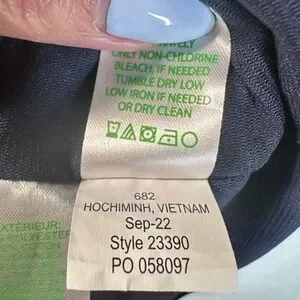 ONLY NON-CHLORINE
BLEACH, IF NEEDED
TUMBLE DRY LOW
LOW IRON IF NEEDED
OR DRY CLEAN
EXTÉRIEUR
682
HOCHIMINH, VIETNAM
Sep-22
Style 23390
PO 058097